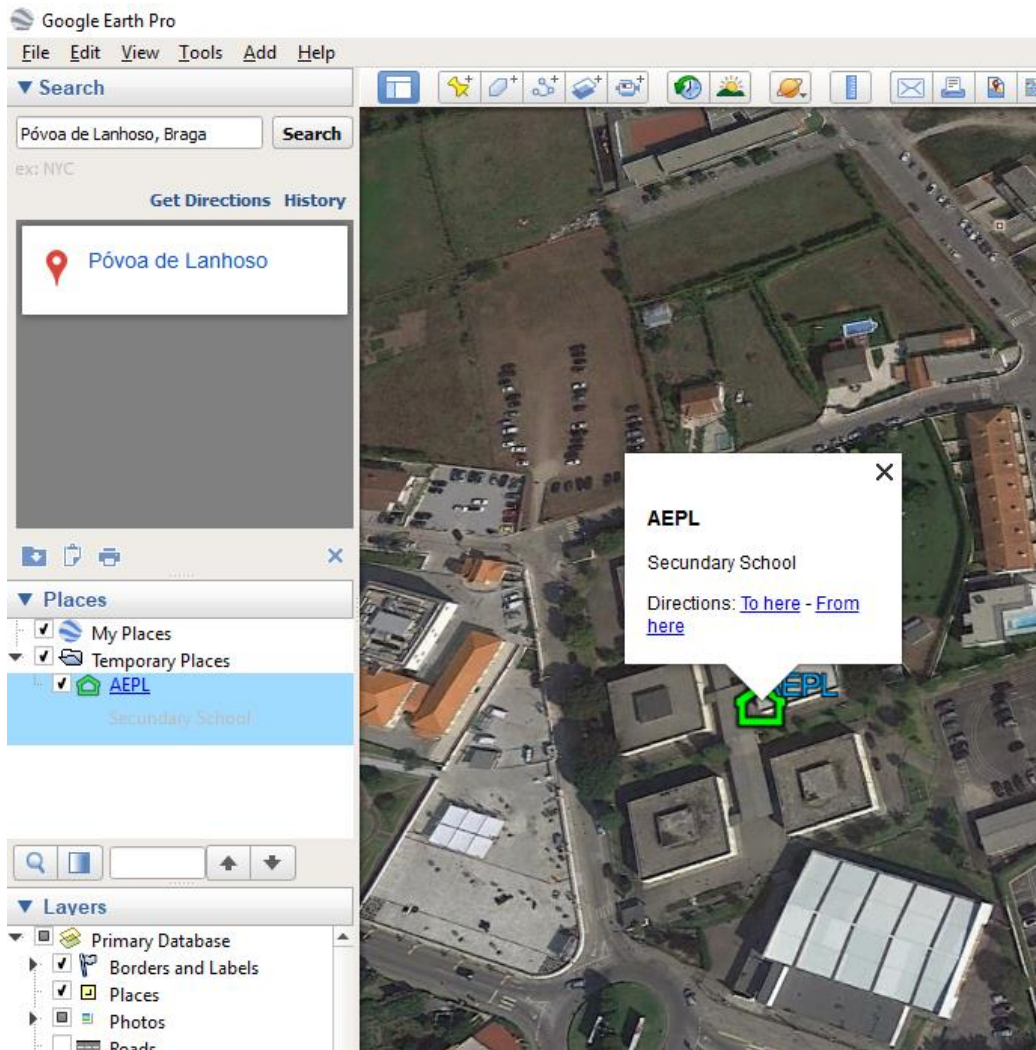 Google Earth Pro
File Edit View Tools Add Help
Search
Póvoa de Lanhoso, Braga Search
ex: NYC
Get Directions History
Póvoa de Lanhoso
Places
My Places
Temporary Places
AEPL
Secundary School
Layers
Primary Database
Borders and Labels
Places
Photos
Roads
AEPL
Secundary School
Directions: To here - From
here
AEPL